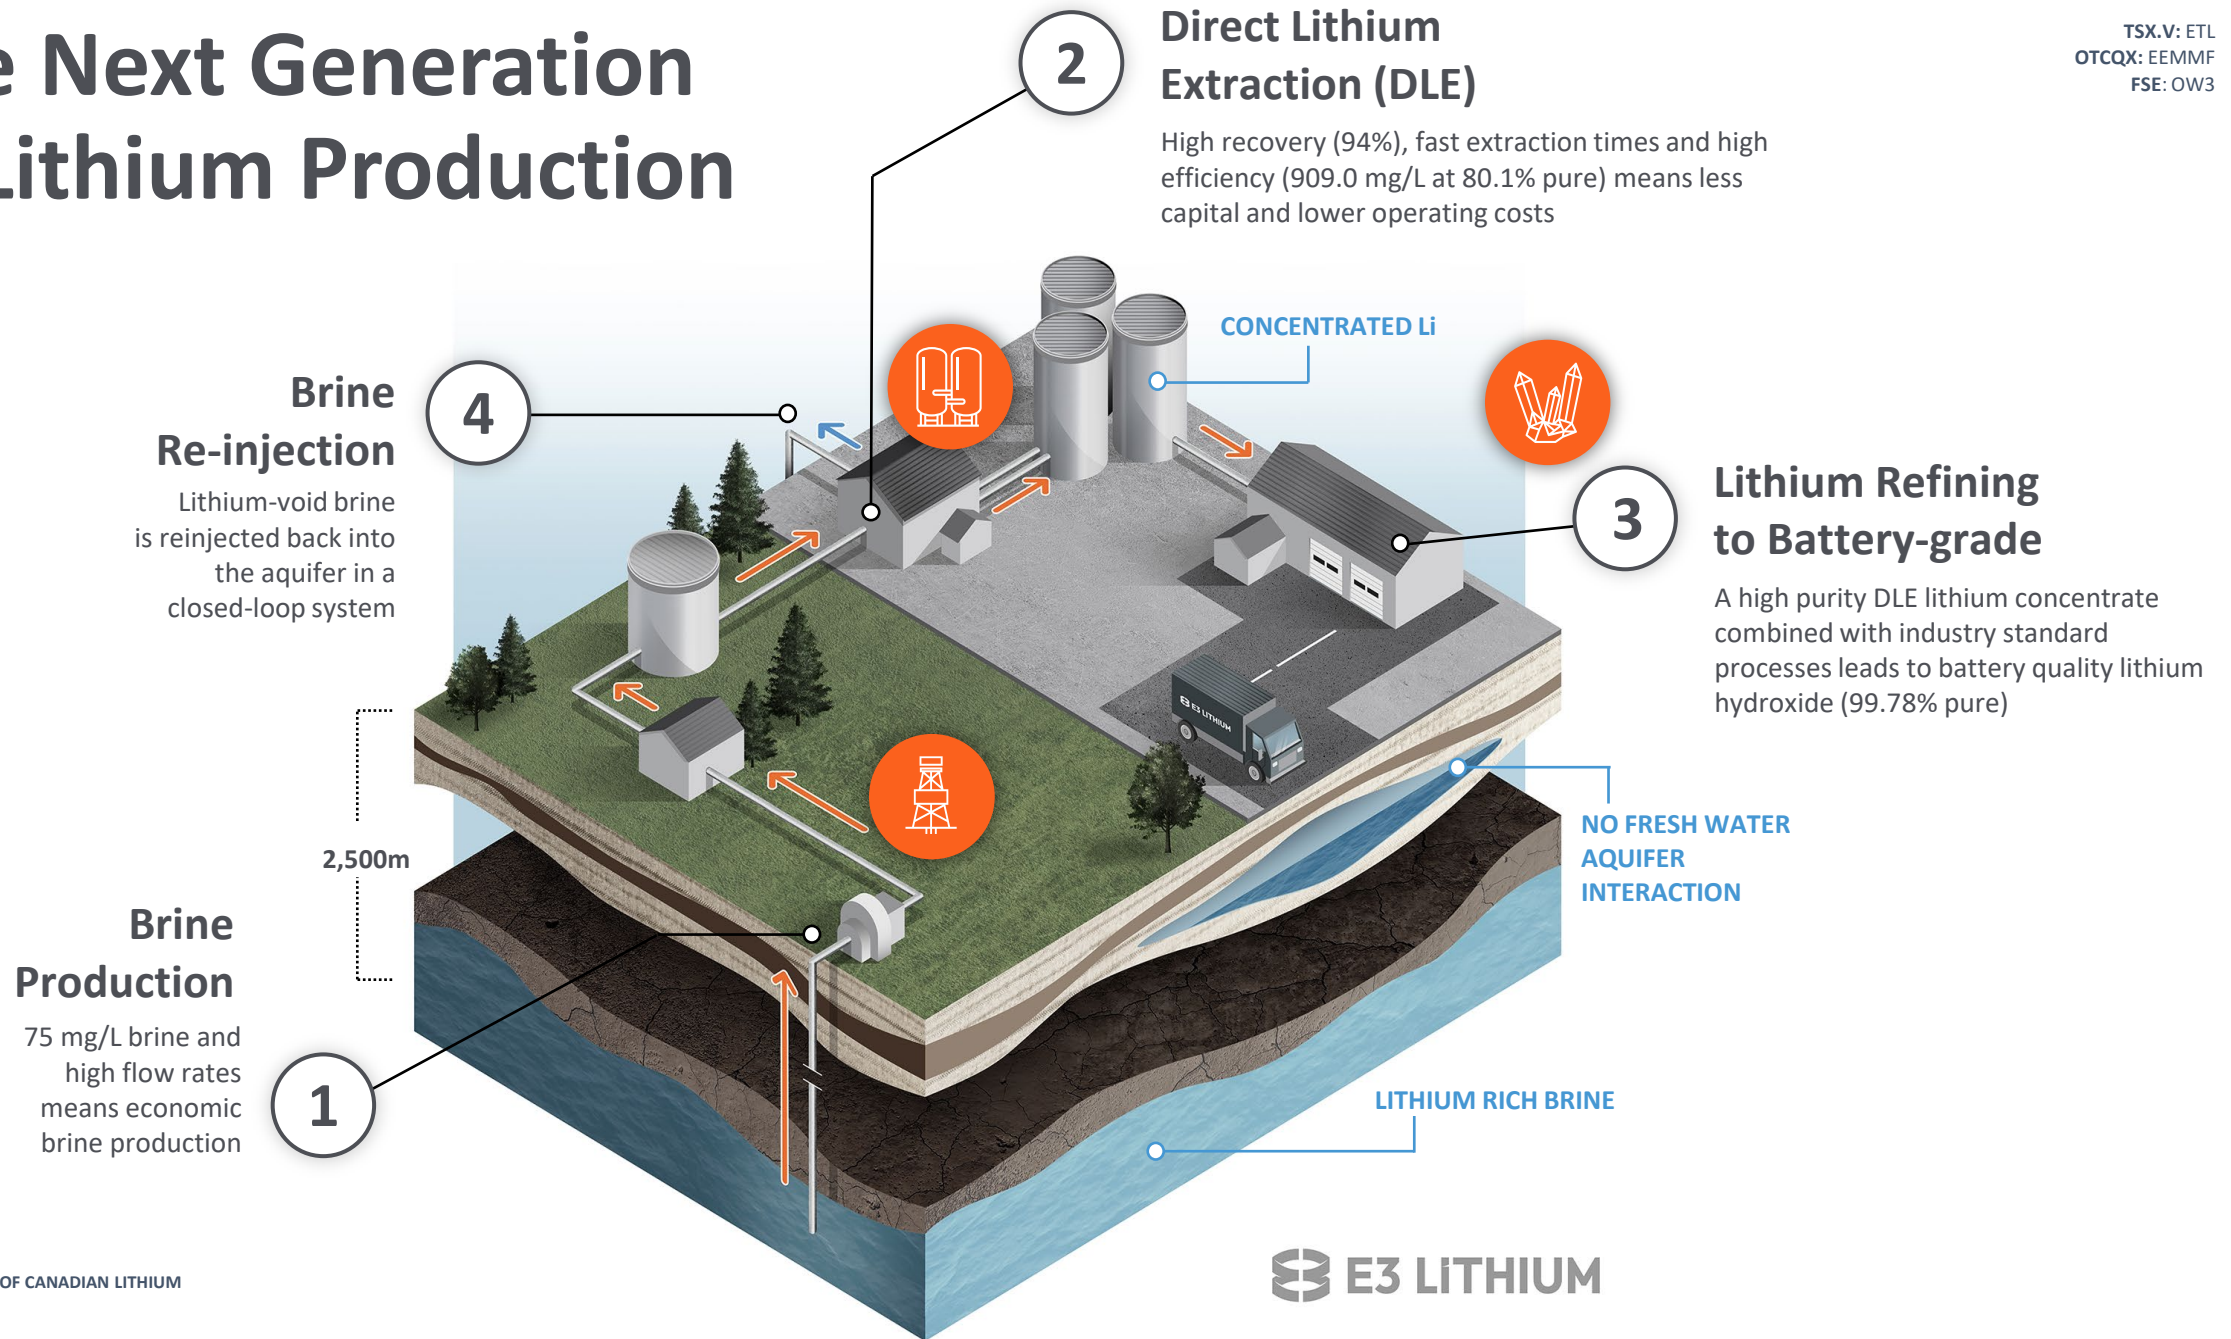 e Next Generation
Lithium Production
TSX.V: ETL
OTCQX: EEMMF
FSE: OW3
2
Direct Lithium
Extraction (DLE)
High recovery (94%), fast extraction times and high
efficiency (909.0 mg/L at 80.1% pure) means less
capital and lower operating costs
CONCENTRATED Li
4
Brine
Re-injection
Lithium-void brine
is reinjected back into
the aquifer in a
closed-loop system
3
Lithium Refining
to Battery-grade
A high purity DLE lithium concentrate
combined with industry standard
processes leads to battery quality lithium
hydroxide (99.78% pure)
E3 LITHIUM
2,500m
NO FRESH WATER
AQUIFER
INTERACTION
Brine
Production
75 mg/L brine and
high flow rates
means economic
brine production
1
LITHIUM RICH BRINE
E3 LiTHIUM
OF CANADIAN LITHIUM